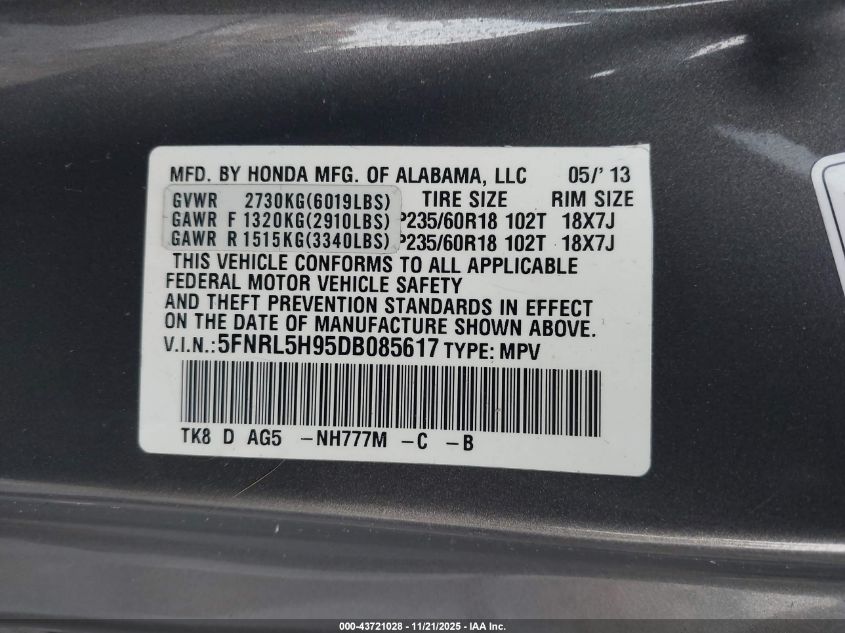 MFD. BY HONDA MFG. OF ALABAMA, LLC 05/' 13
GVWR 2730KG(6019LBS) TIRE SIZE RIM SIZE
GAWR F 1320KG(2910LBS) P235/60R18 102T 18X7J
GAWR R 1515KG(3340LBS) P235/60R18 102T 18X7J
THIS VEHICLE CONFORMS TO ALL APPLICABLE
FEDERAL MOTOR VEHICLE SAFETY
AND THEFT PREVENTION STANDARDS IN EFFECT
ON THE DATE OF MANUFACTURE SHOWN ABOVE.
V.I.N.:5FNRL5H95DB085617 TYPE: MPV
TK8 D AG5 -NH777M -C -B
000-43721028 - 11/21/2025 - IAA Inc.